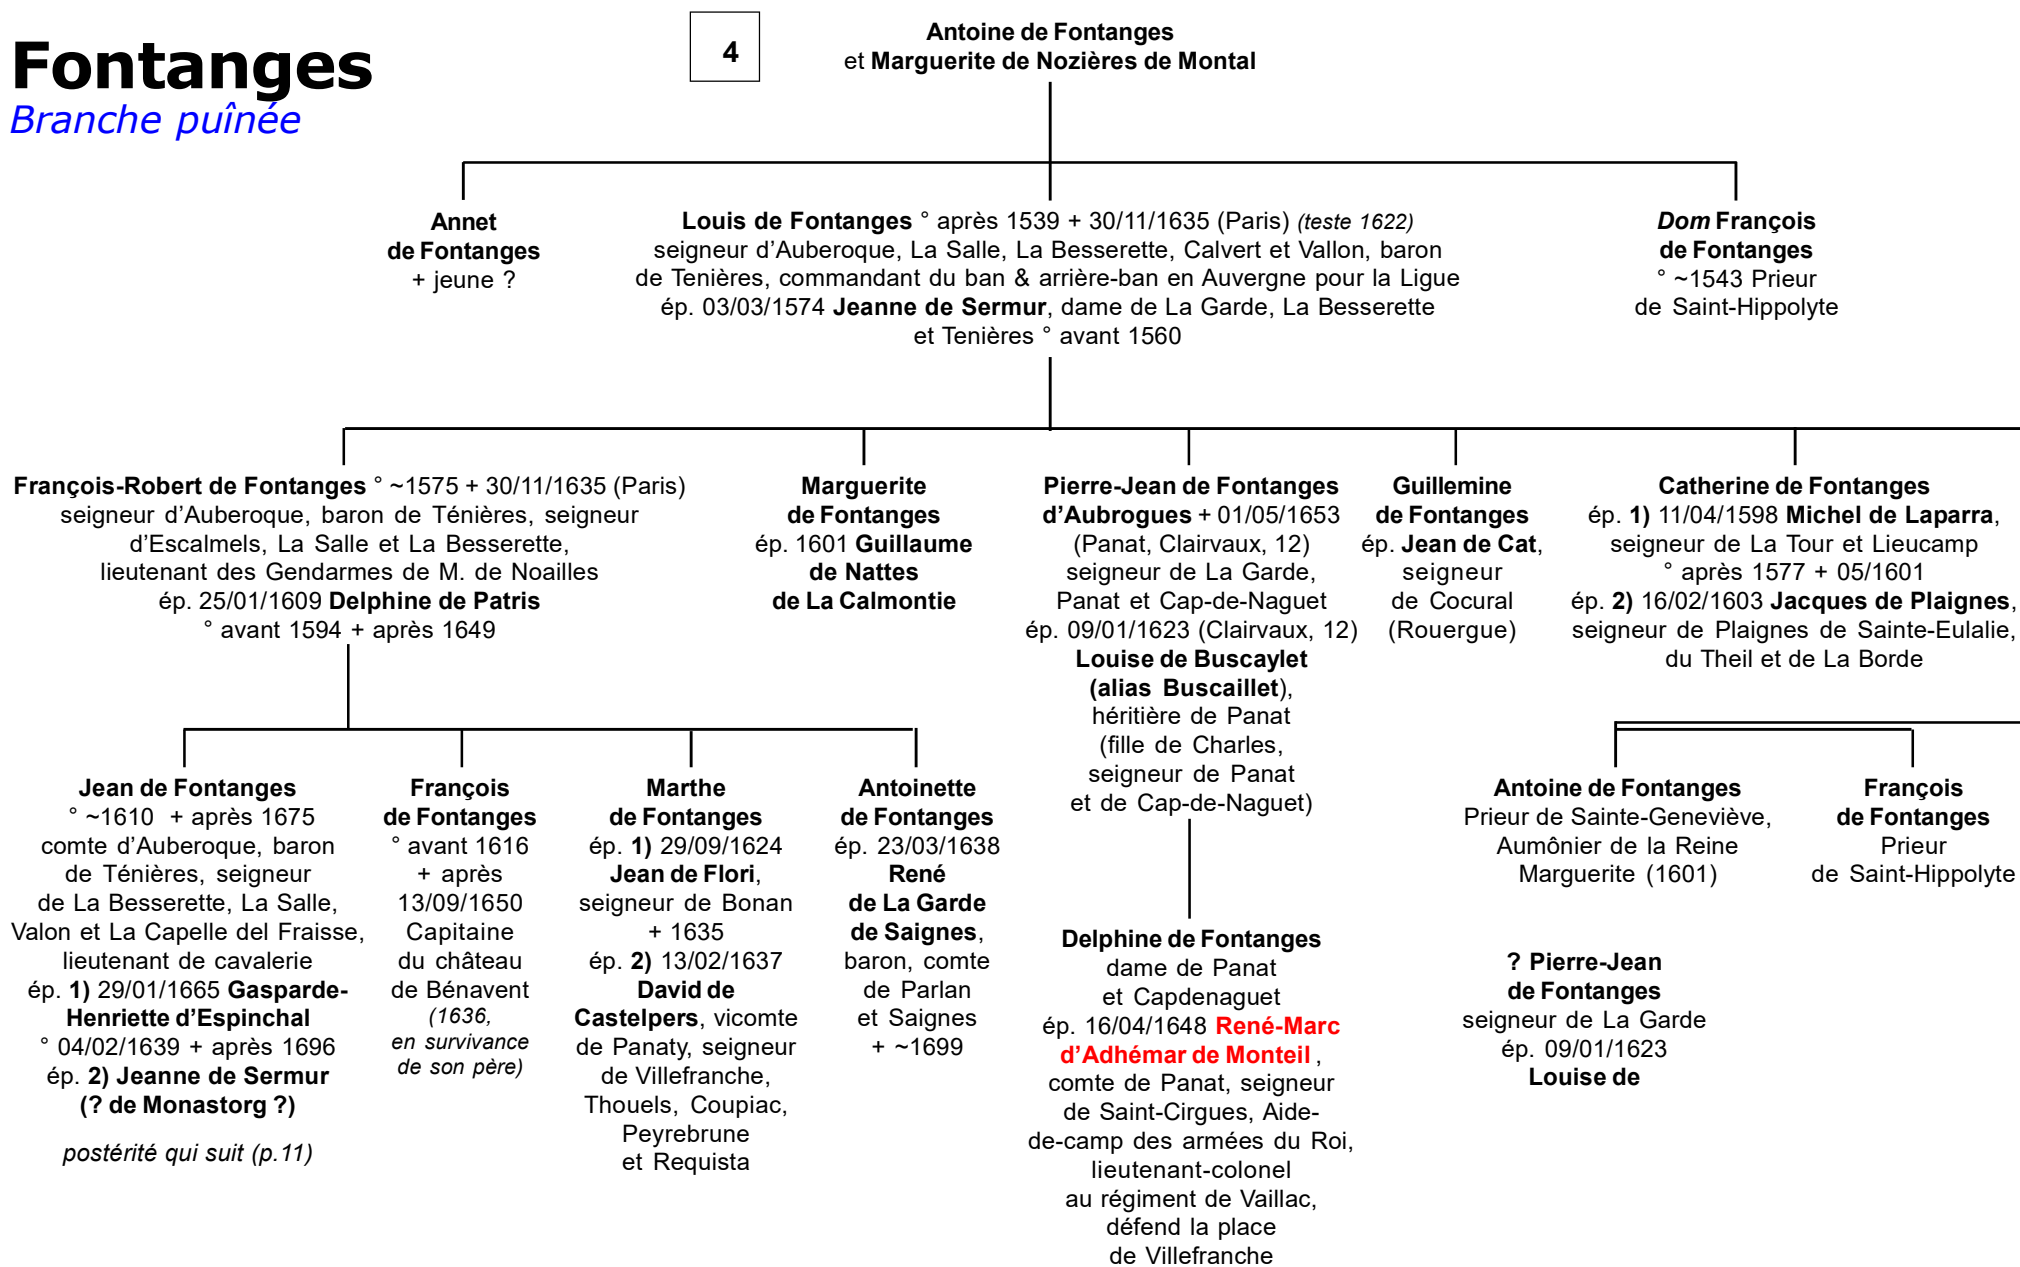 Fontanges
Branche puînée
4
Antoine de Fontanges
et Marguerite de Nozières de Montal
Annet
de Fontanges
+ jeune ?
Louis de Fontanges ° après 1539 + 30/11/1635 (Paris) (teste 1622)
seigneur d’Auberoque, La Salle, La Besserette, Calvert et Vallon, baron
de Tenières, commandant du ban & arrière-ban en Auvergne pour la Ligue
ép. 03/03/1574 Jeanne de Sermur, dame de La Garde, La Besserette
et Tenières ° avant 1560
Dom François
de Fontanges
° ~1543 Prieur
de Saint-Hippolyte
François-Robert de Fontanges ° ~1575 + 30/11/1635 (Paris)
seigneur d’Auberoque, baron de Ténières, seigneur
d’Escalmels, La Salle et La Besserette,
lieutenant des Gendarmes de M. de Noailles
ép. 25/01/1609 Delphine de Patris
° avant 1594 + après 1649
Marguerite
de Fontanges
ép. 1601 Guillaume
de Nattes
de La Calmontie
Pierre-Jean de Fontanges
d’Aubrogues + 01/05/1653
(Panat, Clairvaux, 12)
seigneur de La Garde,
Panat et Cap-de-Naguet
ép. 09/01/1623 (Clairvaux, 12)
Louise de Buscaylet
(alias Buscaillet),
héritière de Panat
(fille de Charles,
seigneur de Panat
et de Cap-de-Naguet)
Guillemine
de Fontanges
ép. Jean de Cat,
seigneur
de Cocural
(Rouergue)
Catherine de Fontanges
ép. 1) 11/04/1598 Michel de Laparra,
seigneur de La Tour et Lieucamp
° après 1577 + 05/1601
ép. 2) 16/02/1603 Jacques de Plaignes,
seigneur de Plaignes de Sainte-Eulalie,
du Theil et de La Borde
Jean de Fontanges
° ~1610 + après 1675
comte d’Auberoque, baron
de Ténières, seigneur
de La Besserette, La Salle,
Valon et La Capelle del Fraisse,
lieutenant de cavalerie
ép. 1) 29/01/1665 Gasparde-
Henriette d’Espinchal
° 04/02/1639 + après 1696
ép. 2) Jeanne de Sermur
(? de Monastorg ?)
postérité qui suit (p.11)
François
de Fontanges
° avant 1616
+ après
13/09/1650
Capitaine
du château
de Bénavent
(1636,
en survivance
de son père)
Marthe
de Fontanges
ép. 1) 29/09/1624
Jean de Flori,
seigneur de Bonan
+ 1635
ép. 2) 13/02/1637
David de
Castelpers, vicomte
de Panaty, seigneur
de Villefranche,
Thouels, Coupiac,
Peyrebrune
et Requista
Antoinette
de Fontanges
ép. 23/03/1638
René
de La Garde
de Saignes,
baron, comte
de Parlan
et Saignes
+ ~1699
Delphine de Fontanges
dame de Panat
et Capdenaguet
ép. 16/04/1648 René-Marc
d’Adhémar de Monteil ,
comte de Panat, seigneur
de Saint-Cirgues, Aide-
de-camp des armées du Roi,
lieutenant-colonel
au régiment de Vaillac,
défend la place
de Villefranche
Antoine de Fontanges
Prieur de Sainte-Geneviève,
Aumônier de la Reine
Marguerite (1601)
François
de Fontanges
Prieur
de Saint-Hippolyte
? Pierre-Jean
de Fontanges
seigneur de La Garde
ép. 09/01/1623
Louise de